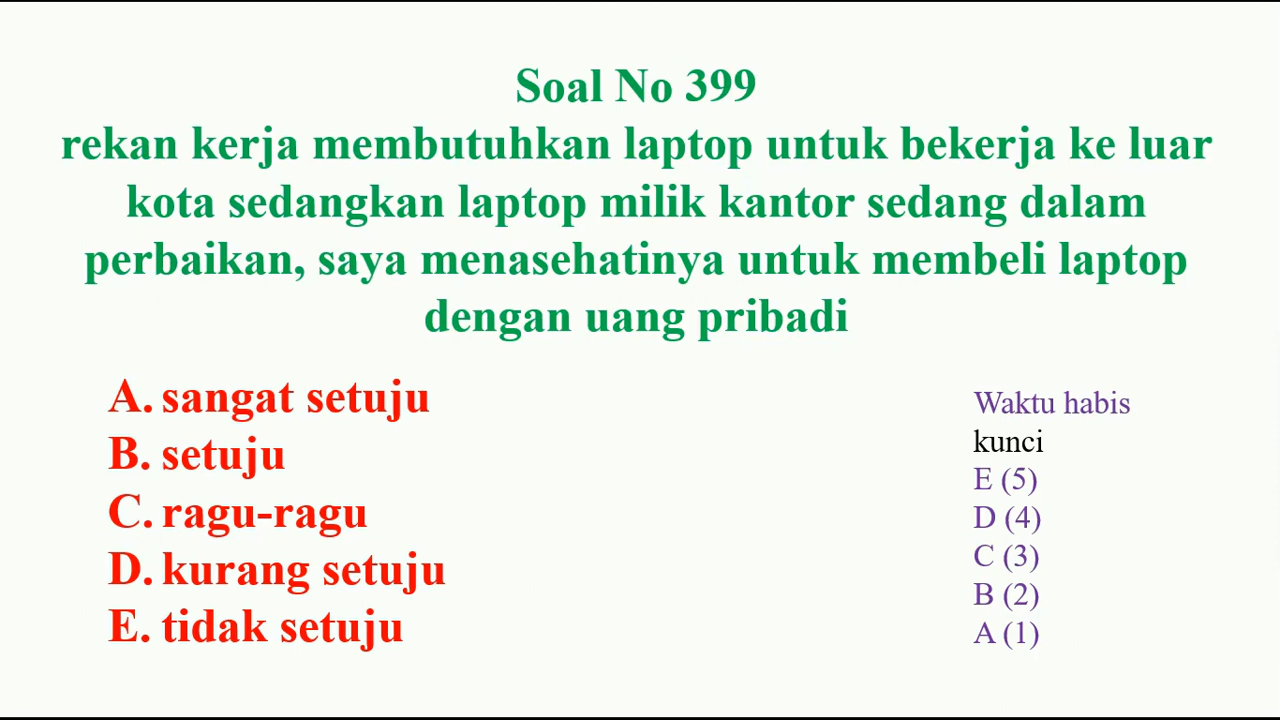 Soal No 399
rekan kerja membutuhkan laptop untuk bekerja ke luar
kota sedangkan laptop milik kantor sedang dalam
perbaikan, saya menasehatinya untuk membeli laptop
dengan uang pribadi
A. sangat setuju
B. setuju
C. ragu-ragu
D. kurang setuju
E. tidak setuju
Waktu habis
kunci
E (5)
D (4)
C (3)
B (2)
A (1)